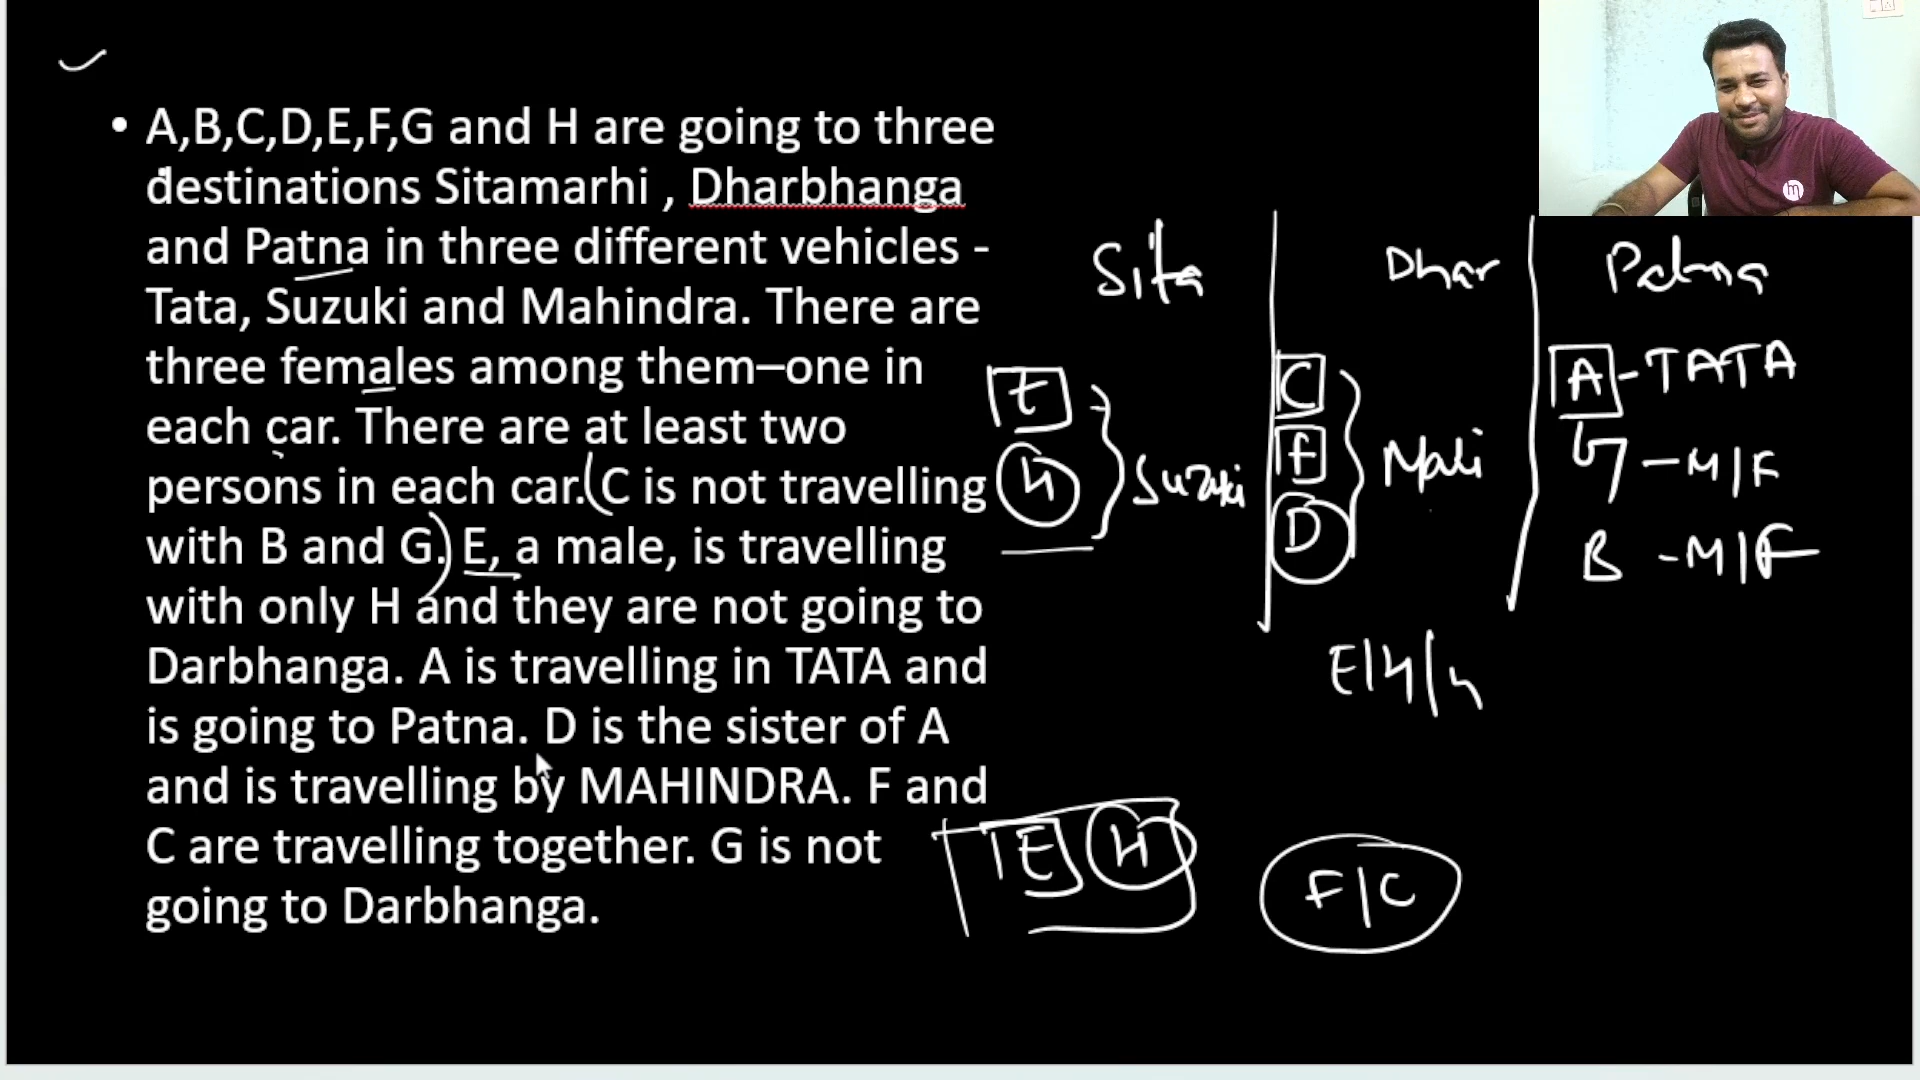 • A,B,C,D,E,F,G and H are going to three
destinations Sitamarhi , Dharbhanga
and Patna in three different vehicles -
Tata, Suzuki and Mahindra. There are
three females among them–one in
each car. There are at least two
persons in each car. (C is not travelling
with B and G.) E, a male, is travelling
with only H and they are not going to
Darbhanga. A is travelling in TATA and
is going to Patna. D is the sister of A
and is travelling by MAHINDRA. F and
C are travelling together. G is not
going to Darbhanga.
Sita
Dhar
Patna
H
Suzuki
C
F
D
A - TATA
G - M/F
B - M/F
E H
F/C
m